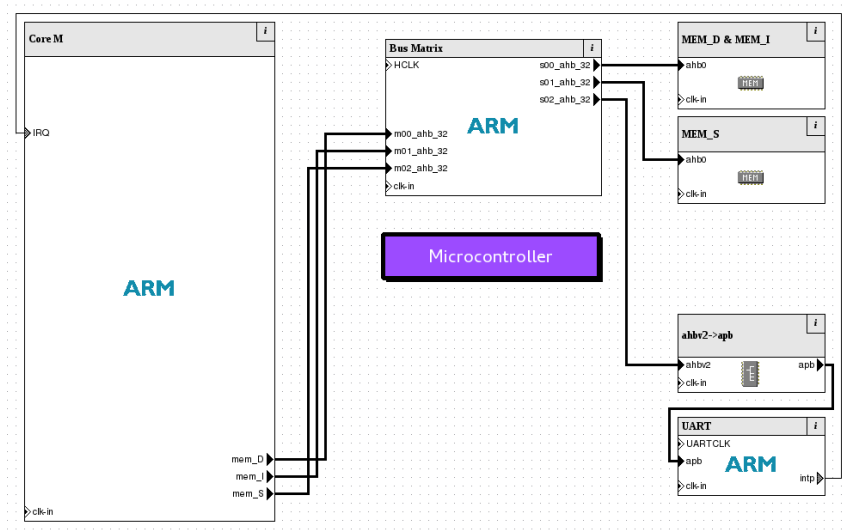 Core M
i
IRQ
ARM
mem_D
mem_I
mem_S
clk-in
Bus Matrix
i
HCLK
s00_ahb_32
s01_ahb_32
s02_ahb_32
ARM
m00_ahb_32
m01_ahb_32
m02_ahb_32
clk-in
Microcontroller
MEM_D & MEM_I
i
ahb0
MEM
clk-in
MEM_S
i
ahb0
MEM
clk-in
ahbv2->apb
i
ahbv2
apb
clk-in
UART
i
UARTCLK
apb
ARM
intp
clk-in